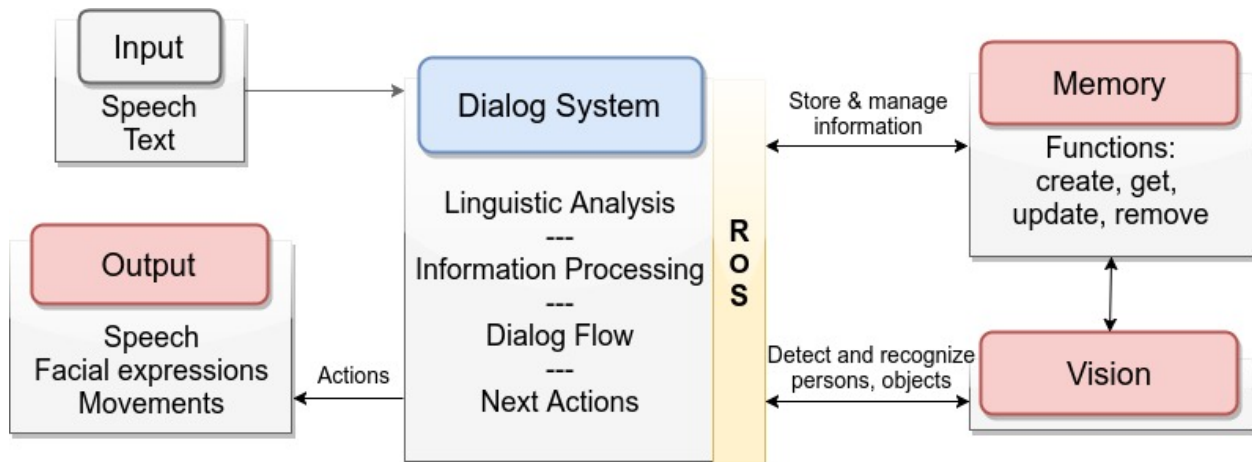 Input
Speech
Text
Output
Speech
Facial expressions
Movements
Actions
Dialog System
Linguistic Analysis
---
Information Processing
---
Dialog Flow
---
Next Actions
R
O
S
Store & manage
information
Detect and recognize
persons, objects
Memory
Functions:
create, get,
update, remove
Vision